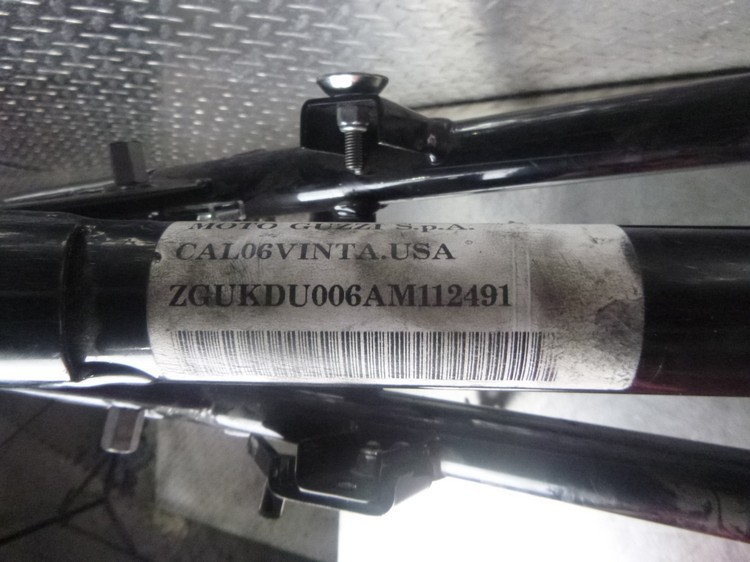 MOTO GUZZI S.p.A.
CAL06VINTA.USA
ZGUKDU006AM112491